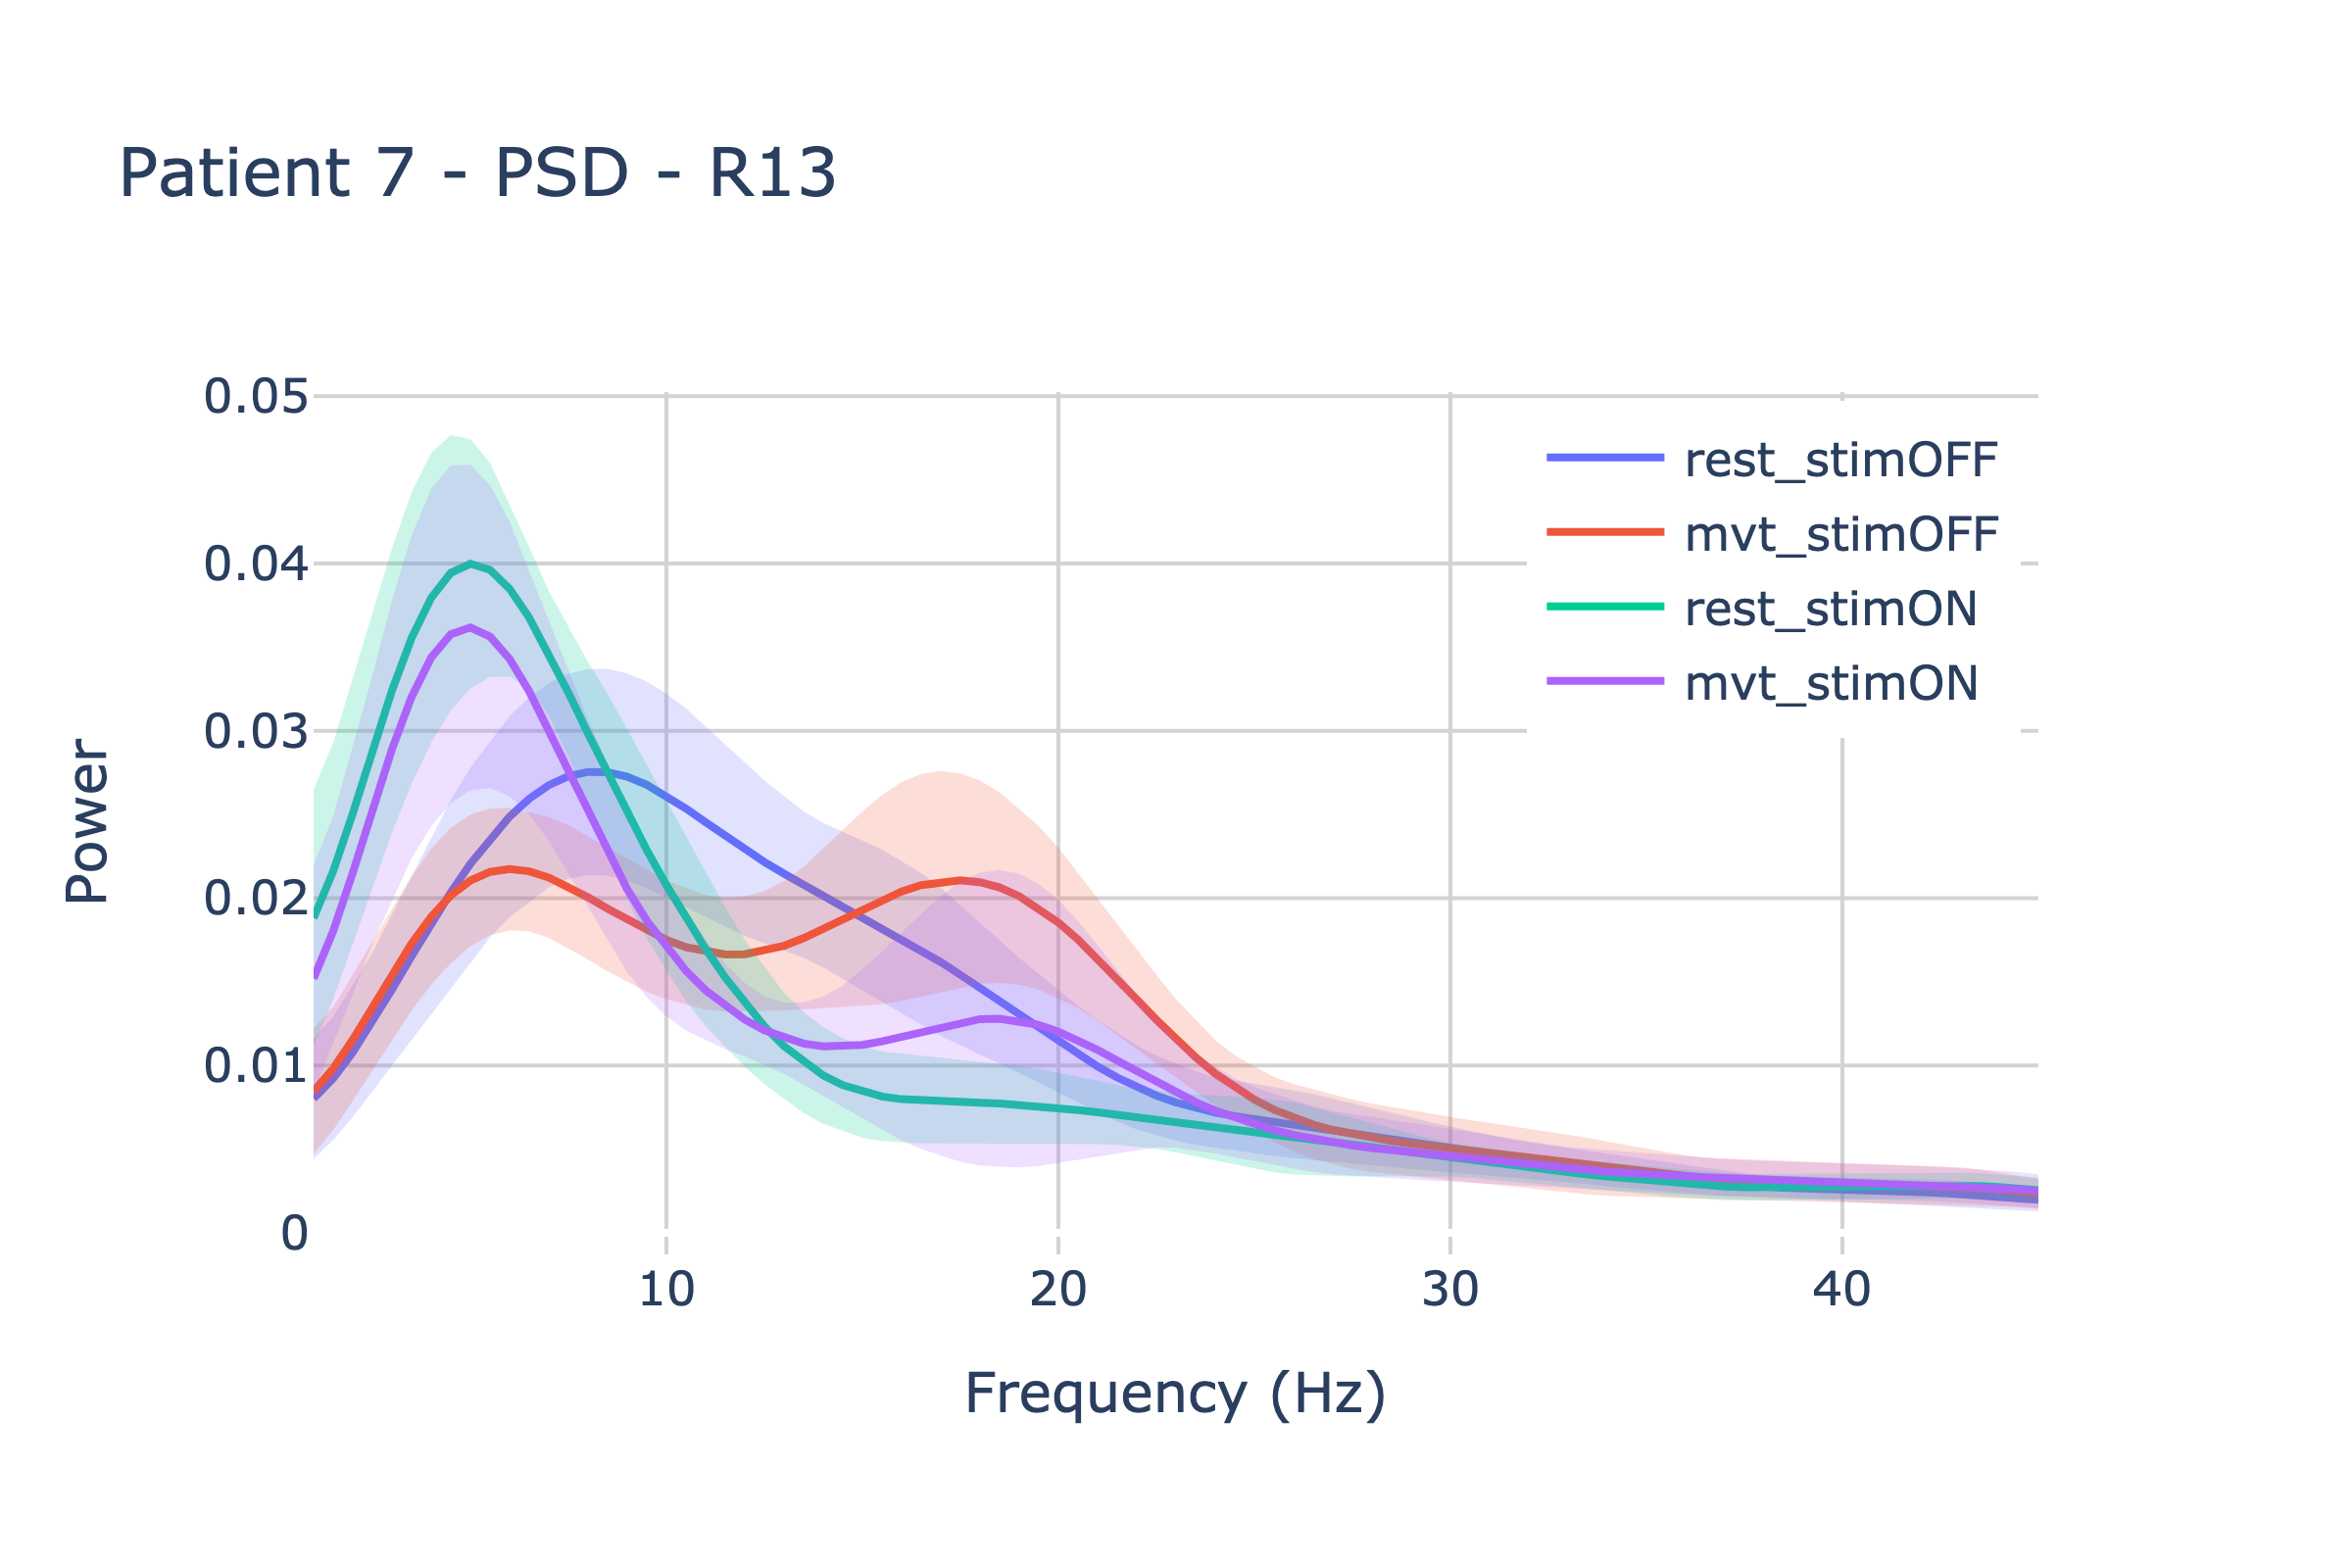 Patient 7 - PSD - R13
0.05
0.04
0.03
0.02
0.01
0
Power
rest_stimOFF
mvt_stimOFF
rest_stimON
mvt_stimON
10 20 30 40
Frequency (Hz)